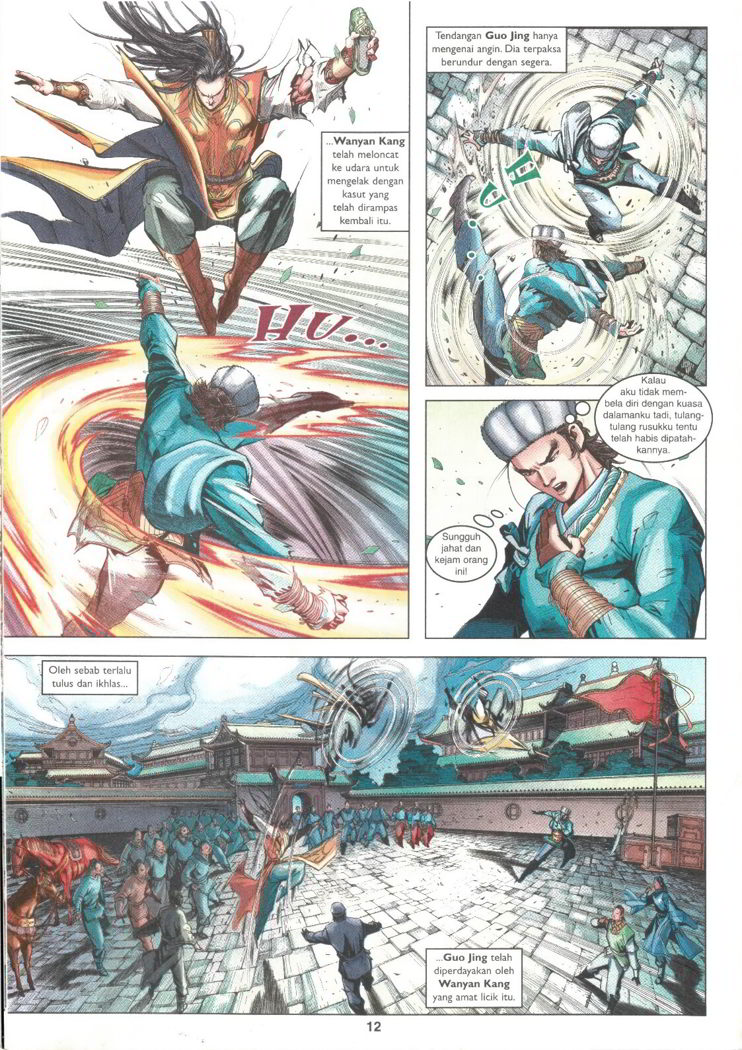 ...Wanyan Kang
telah meloncat
ke udara untuk
mengelak dengan
kasut yang
telah dirampas
kembali itu.
HU...
Tendangan Guo Jing hanya
mengenai angin. Dia terpaksa
berundur dengan segera.
Kalau
aku tidak mem-
bela diri dengan kuasa
dalamanku tadi, tulang-
tulang rusukku tentu
telah habis dipatah-
kannya.
Sungguh
jahat dan
kejam orang
ini!
Oleh sebab terlalu
tulus dan ikhlas...
...Guo Jing telah
diperdayakan oleh
Wanyan Kang
yang amat licik itu.
12